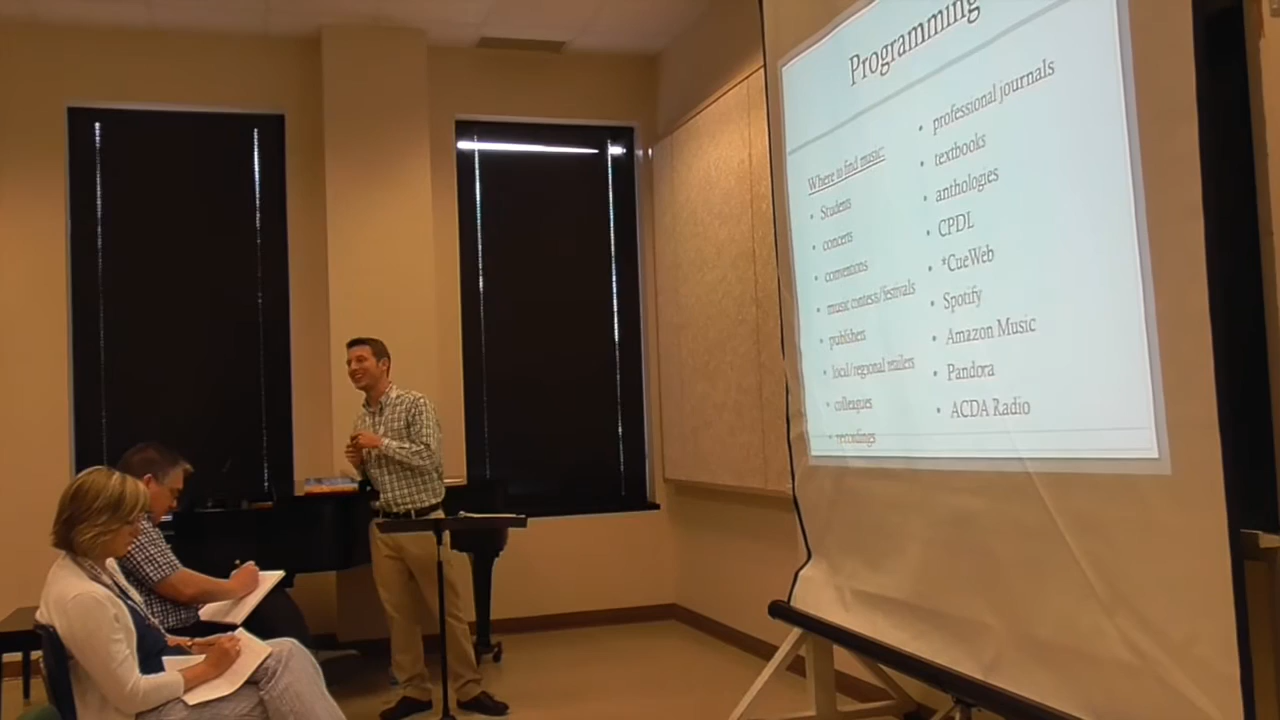 Programming
Where to find music:
• Students
• concerts
• conventions
• music contests/festivals
• publishers
• local/regional retailers
• colleagues
• recordings
• professional journals
• textbooks
• anthologies
• CPDL
• *CueWeb
• Spotify
• Amazon Music
• Pandora
• ACDA Radio